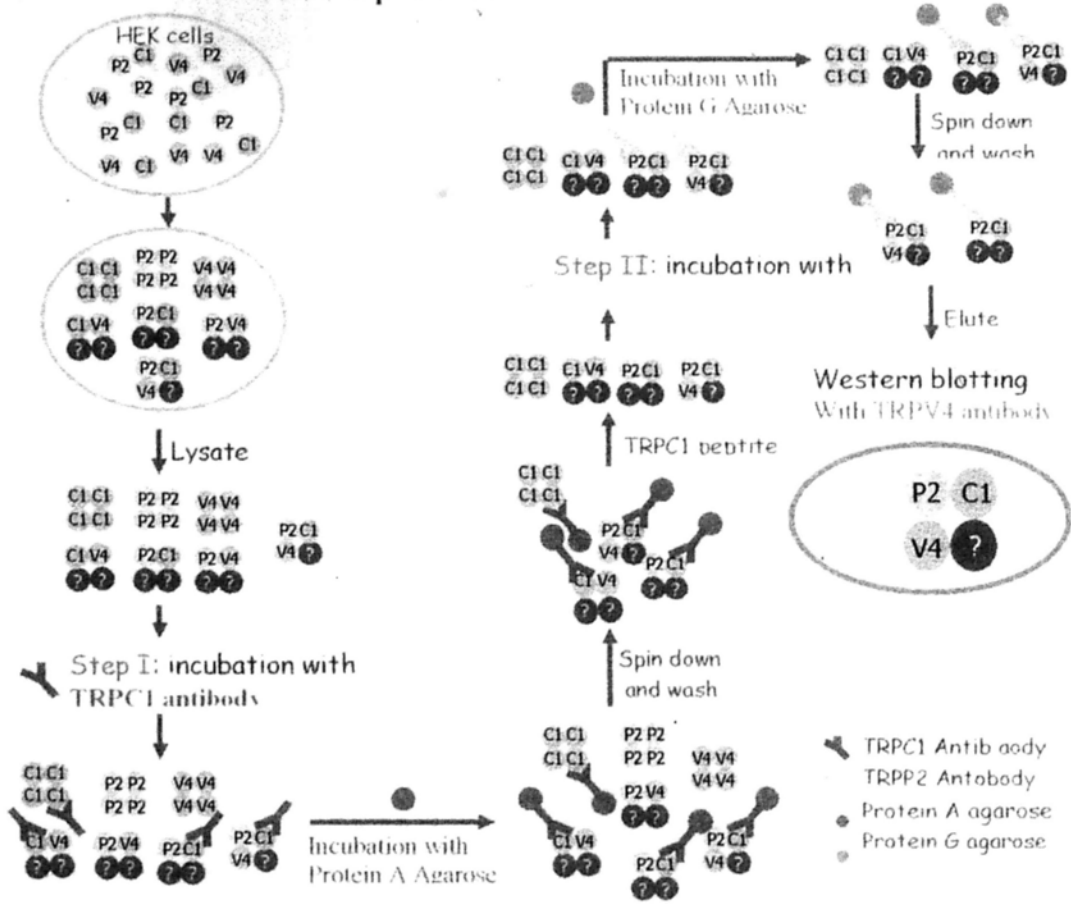 HEK cells
C1
P2
V4
P2
V4
P2
C1
V4
P2
P2
C1
C1
P2
C1
V4
C1
V4
V4
C1 C1
C1 C1
P2 P2
P2 P2
V4 V4
V4 V4
C1 V4
? ?
P2 C1
? ?
P2 V4
? ?
P2 C1
V4 ?
Lysate
C1 C1
C1 C1
P2 P2
P2 P2
V4 V4
V4 V4
P2 C1
V4 ?
C1 V4
? ?
P2 C1
? ?
P2 V4
? ?
Step I: incubation with
TRPC1 antibody
C1 C1
C1 C1
P2 P2
P2 P2
V4 V4
V4 V4
C1 V4
? ?
P2 V4
? ?
P2 C1
? ?
P2 C1
V4 ?
Incubation with
Protein A Agarose
C1 C1
C1 C1
P2 P2
P2 P2
V4 V4
V4 V4
P2 V4
? ?
C1 V4
? ?
P2 C1
? ?
P2 C1
V4 ?
Spin down
and wash
C1 C1
C1 C1
P2 C1
V4 ?
C1 V4
? ?
P2 C1
? ?
TRPC1 peptite
C1 C1
C1 C1
C1 V4
? ?
P2 C1
? ?
P2 C1
V4 ?
Step II: incubation with
C1 C1
C1 C1
C1 V4
? ?
P2 C1
? ?
P2 C1
V4 ?
Incubation with
Protein G Agarose
C1 C1
C1 C1
C1 V4
? ?
P2 C1
? ?
P2 C1
V4 ?
Spin down
and wash
P2 C1
V4 ?
P2 C1
? ?
Elute
Western blotting
With TRPV4 antibody
P2 C1
V4 ?
TRPC1 Antib aody
TRPP2 Antobody
Protein A agarose
Protein G agarose